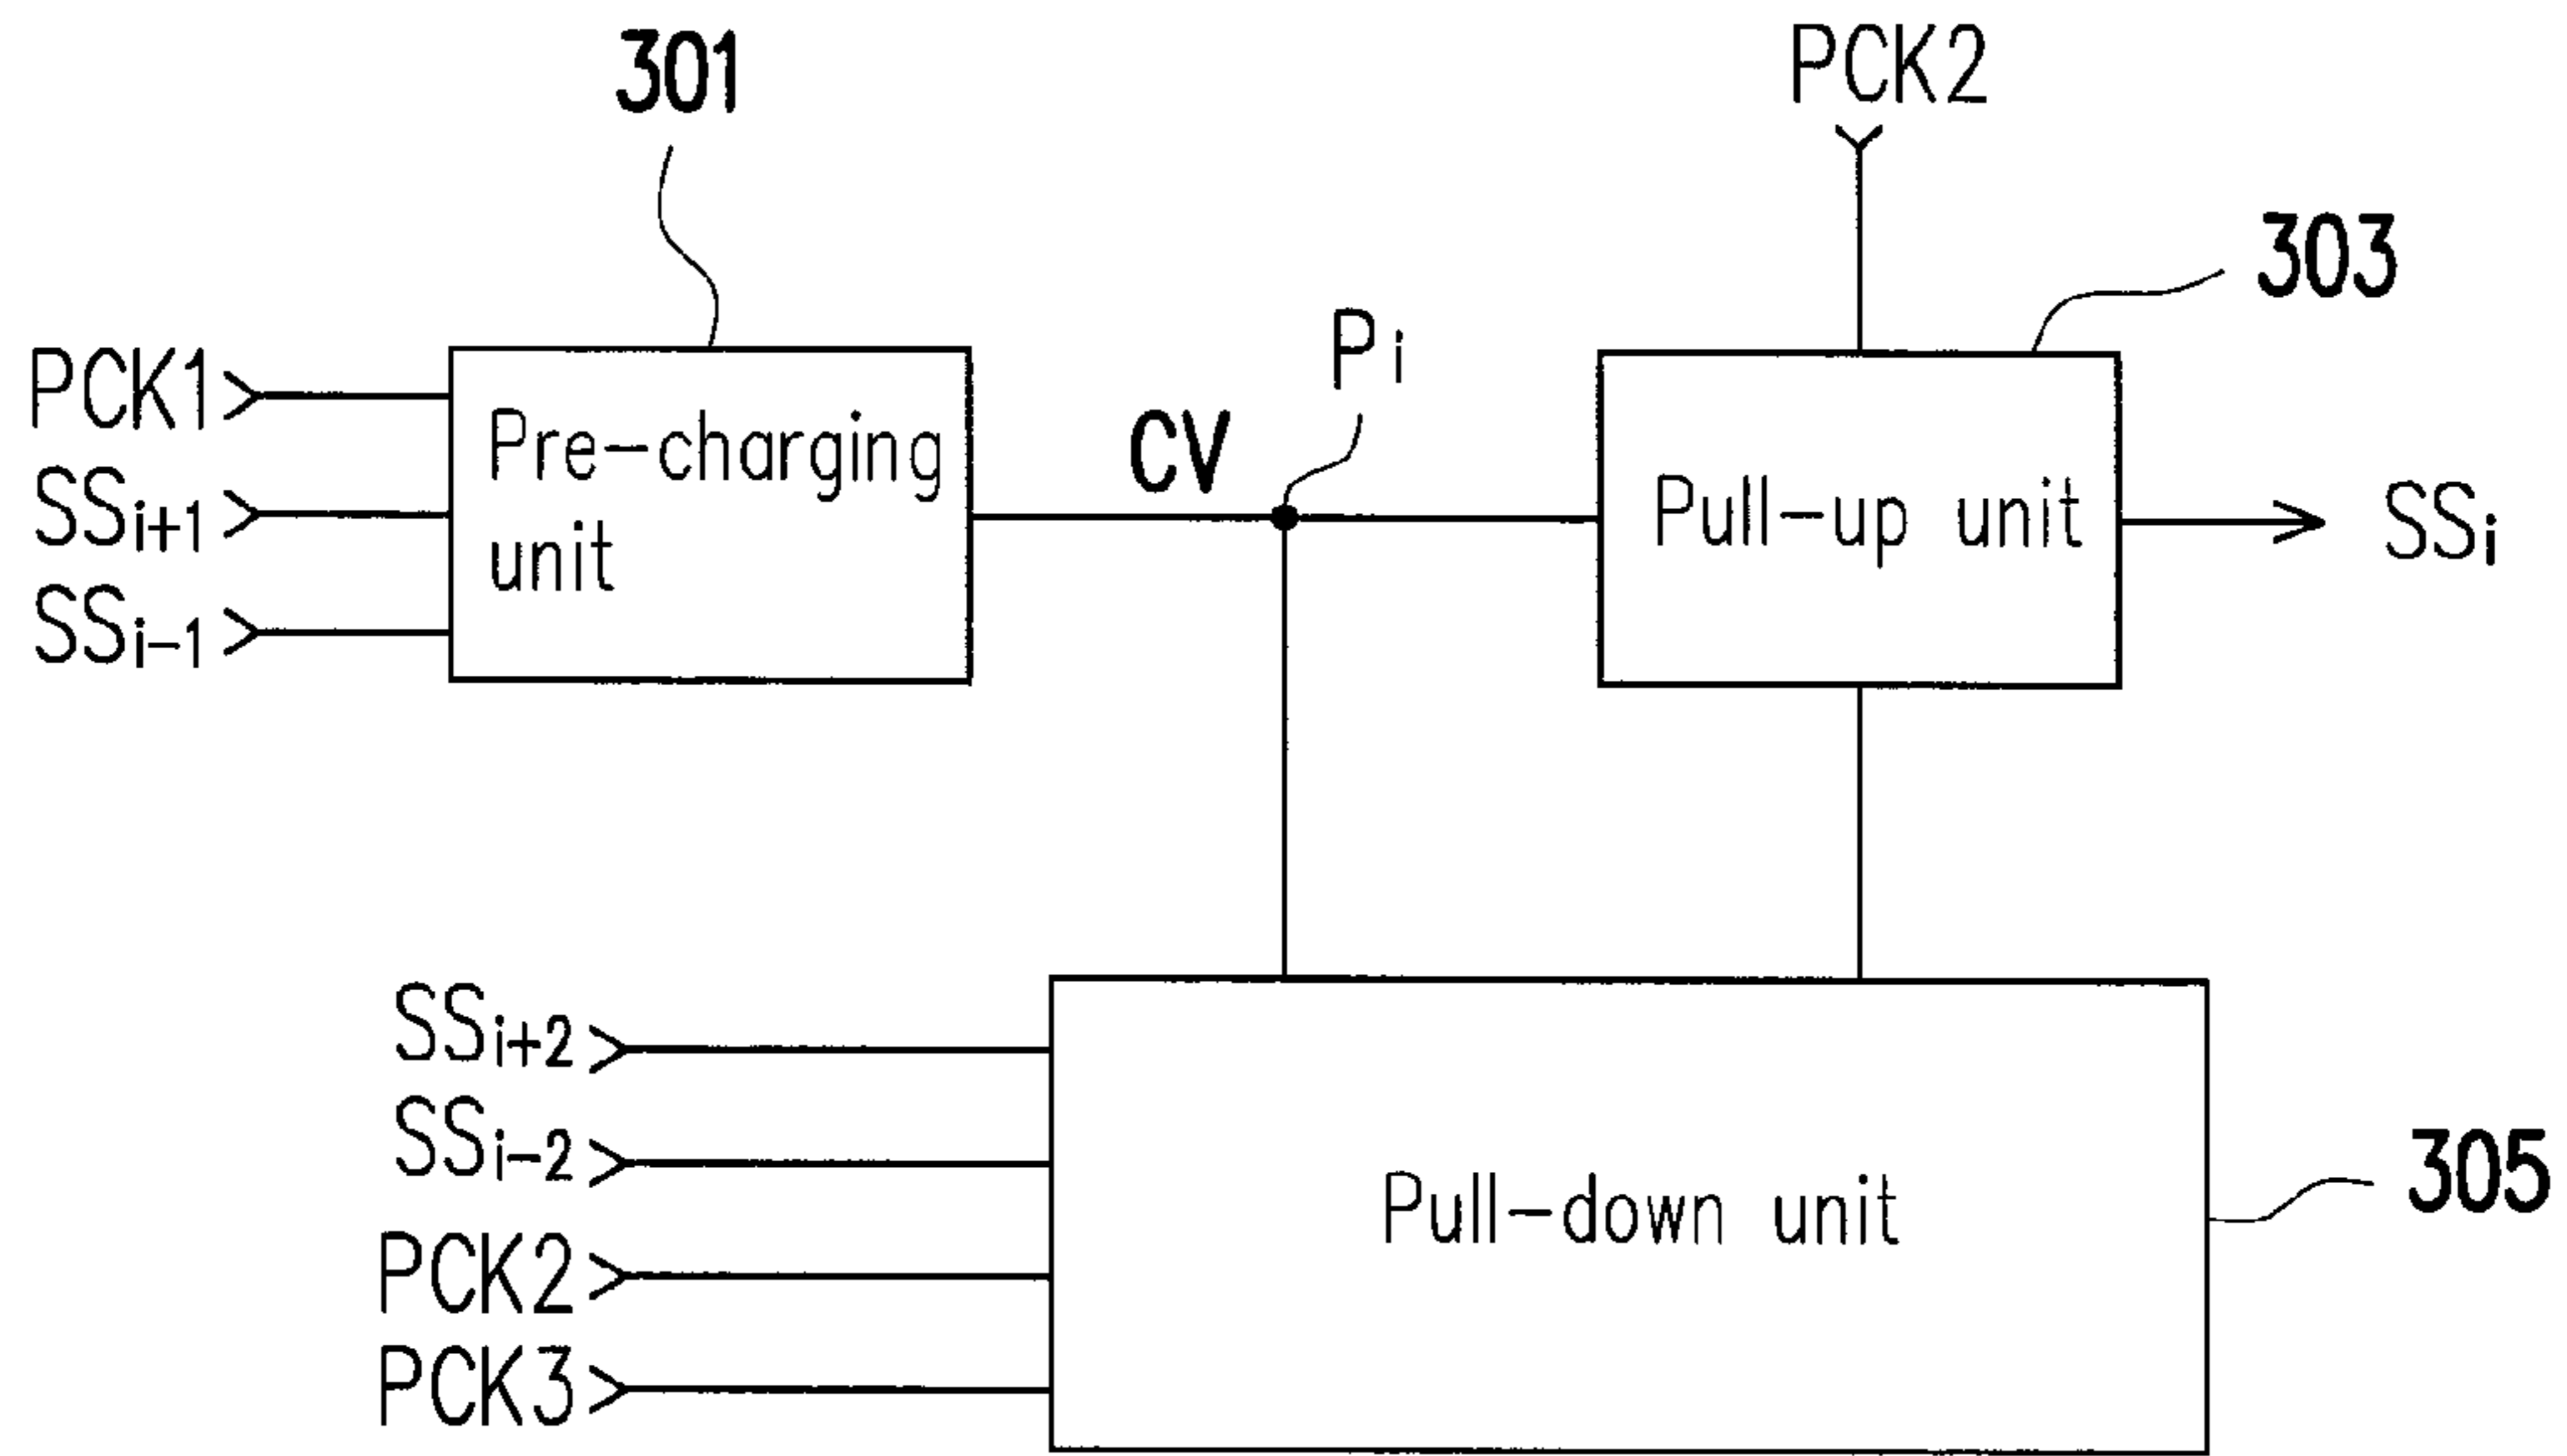 301
PCK2
303
Pi
PCK1
SSi+1
SSi-1
Pre-charging
unit
CV
Pull-up unit
SSi
SSi+2
SSi-2
PCK2
PCK3
Pull-down unit
305